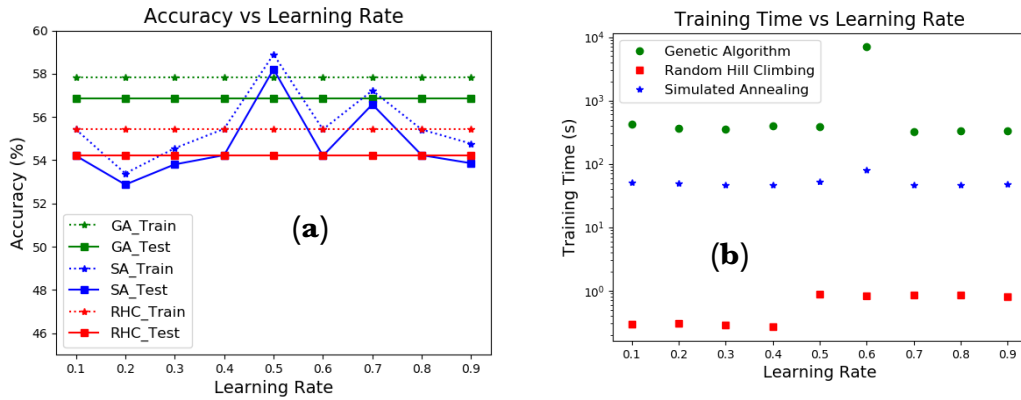 Accuracy vs Learning Rate
Accuracy (%)
60
58
56
54
52
50
48
46
(a)
GA_Train
GA_Test
SA_Train
SA_Test
RHC_Train
RHC_Test
0.1 0.2 0.3 0.4 0.5 0.6 0.7 0.8 0.9
Learning Rate
Training Time vs Learning Rate
Training Time (s)
10^4
10^3
10^2
10^1
10^0
Genetic Algorithm
Random Hill Climbing
Simulated Annealing
(b)
0.1 0.2 0.3 0.4 0.5 0.6 0.7 0.8 0.9
Learning Rate